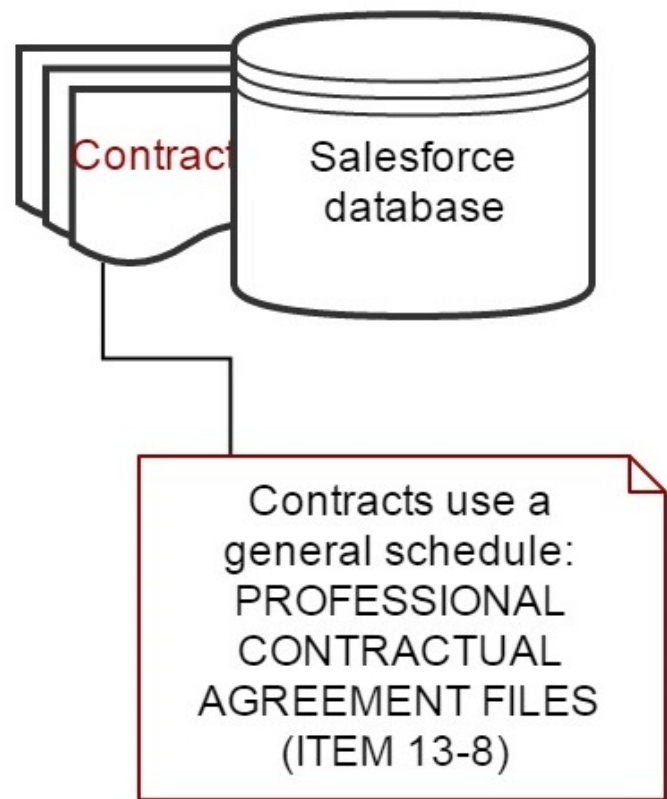 Contract
Salesforce
database
Contracts use a
general schedule:
PROFESSIONAL
CONTRACTUAL
AGREEMENT FILES
(ITEM 13-8)